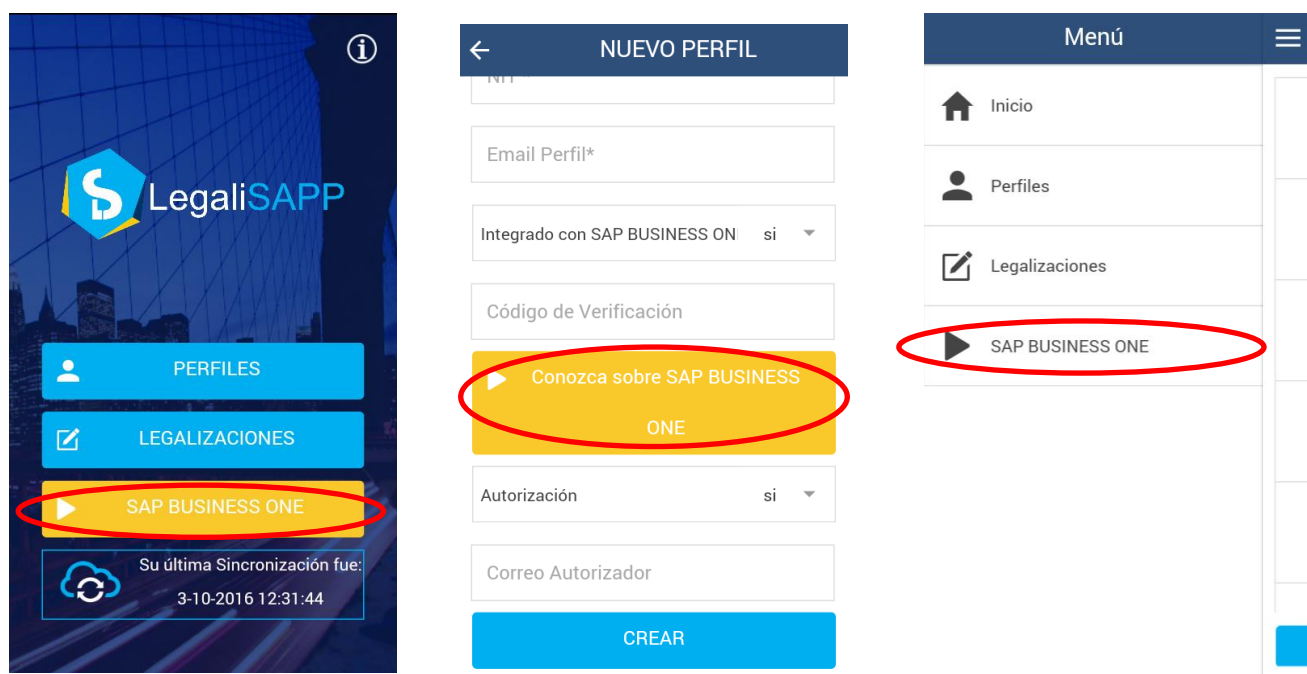 LegaliSAPP
PERFILES
LEGALIZACIONES
SAP BUSINESS ONE
Su última Sincronización fue:
3-10-2016 12:31:44
NUEVO PERFIL
NIT
Email Perfil*
Integrado con SAP BUSINESS ON si
Código de Verificación
Conozca sobre SAP BUSINESS
ONE
Autorización si
Correo Autorizador
CREAR
Menú
Inicio
Perfiles
Legalizaciones
SAP BUSINESS ONE